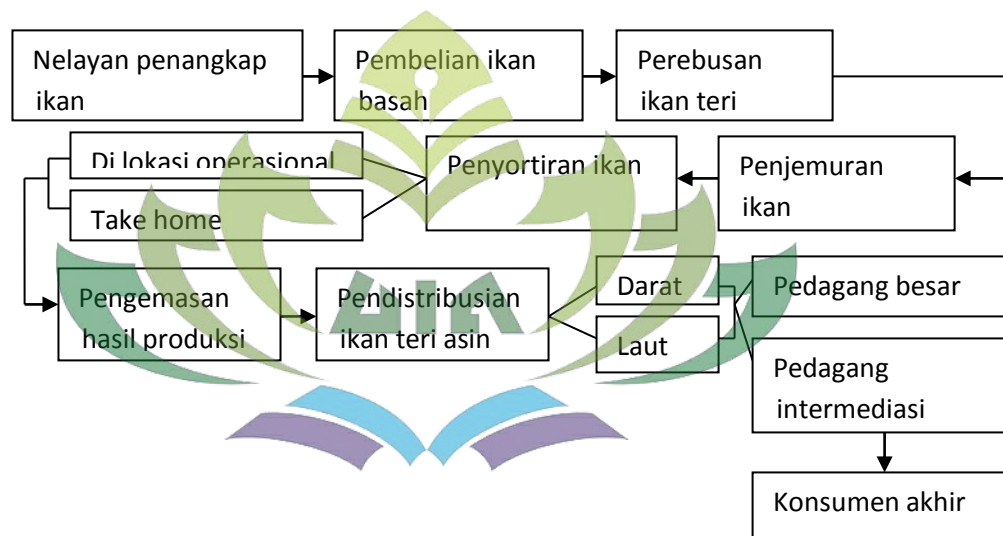 Nelayan penangkap
ikan
Pembelian ikan
basah
Perebusan
ikan teri
Di lokasi operasional
Take home
Penyortiran ikan
Penjemuran
ikan
Pengemasan
hasil produksi
Pendistribusian
ikan teri asin
Darat
Laut
Pedagang besar
Pedagang
intermediasi
Konsumen akhir